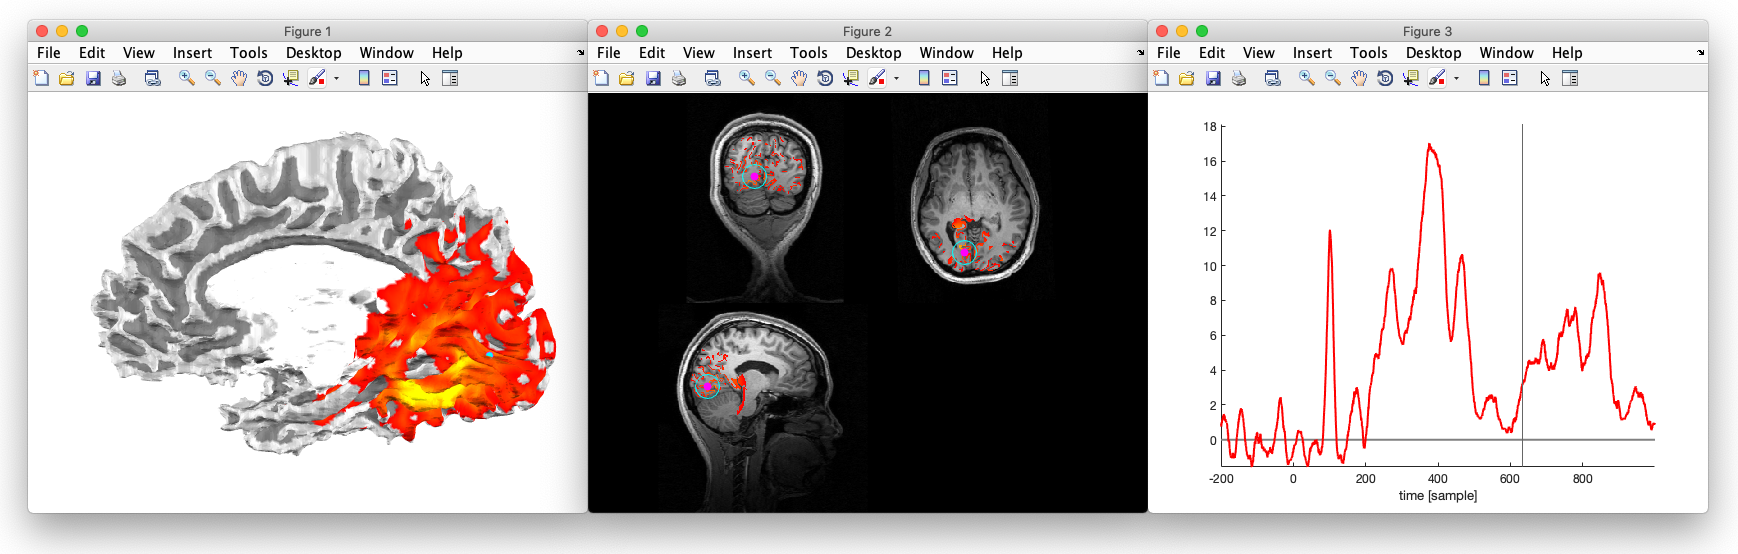 Figure 1
File Edit View Insert Tools Desktop Window Help
Figure 2
File Edit View Insert Tools Desktop Window Help
Figure 3
File Edit View Insert Tools Desktop Window Help
18
16
14
12
10
8
6
4
2
0
-200 0 200 400 600 800
time [sample]